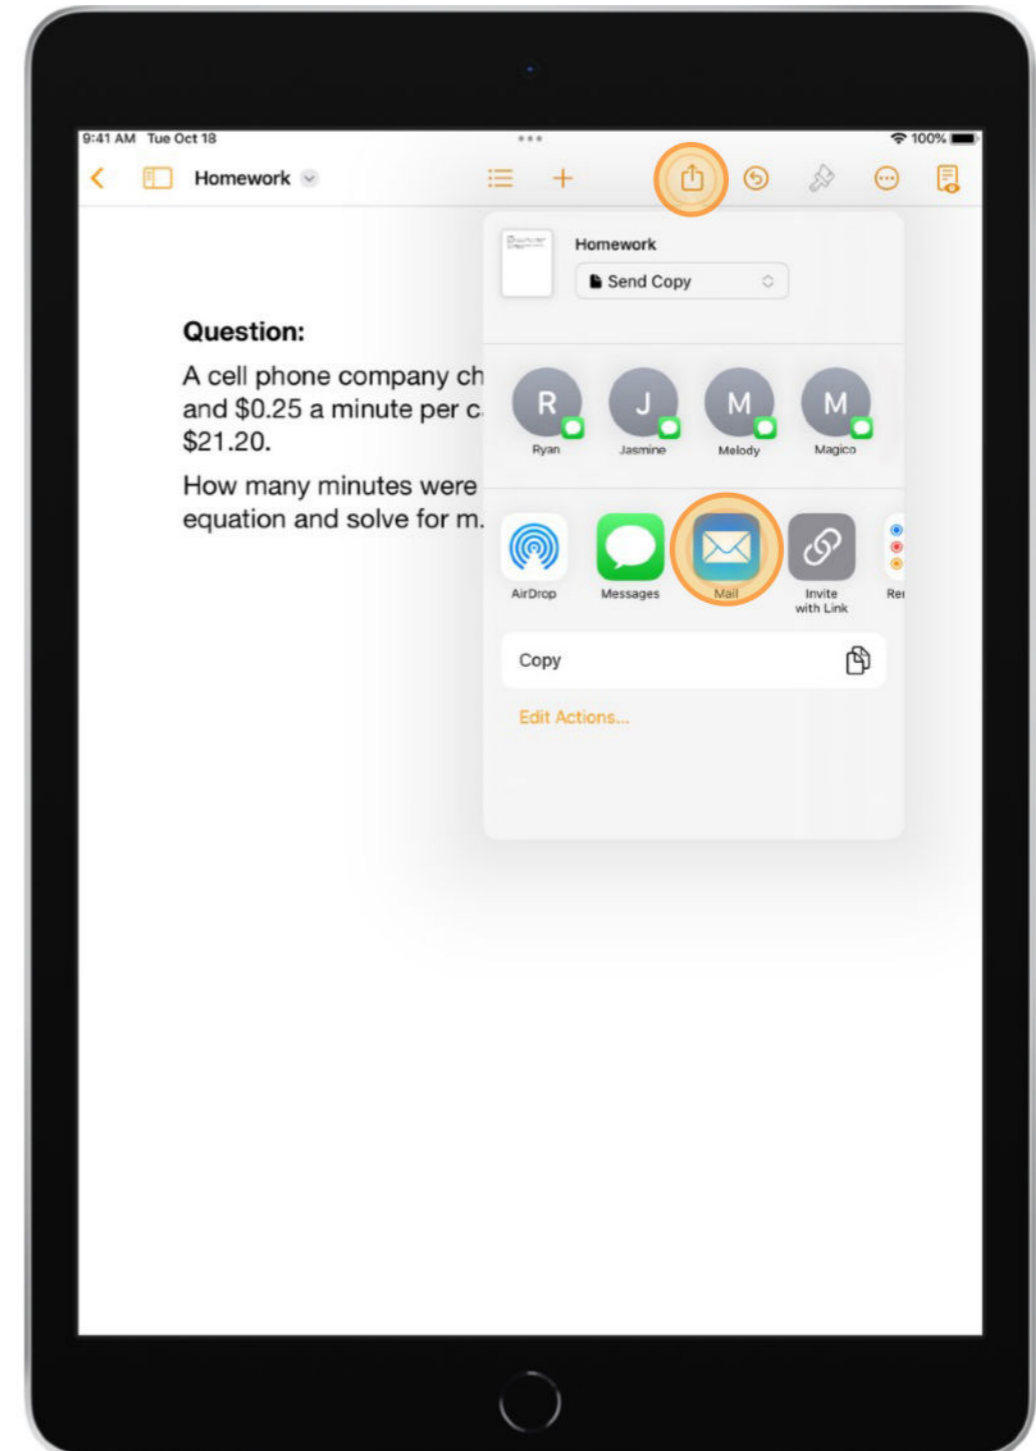 9:41 AM Tue Oct 18
100%
Homework
Homework
Send Copy
Question:
A cell phone company ch
and $0.25 a minute per c
$21.20.
How many minutes were
equation and solve for m.
R
J
M
M
Ryan
Jasmine
Melody
Magico
AirDrop
Messages
Mail
Invite
with Link
Rer
Copy
Edit Actions...